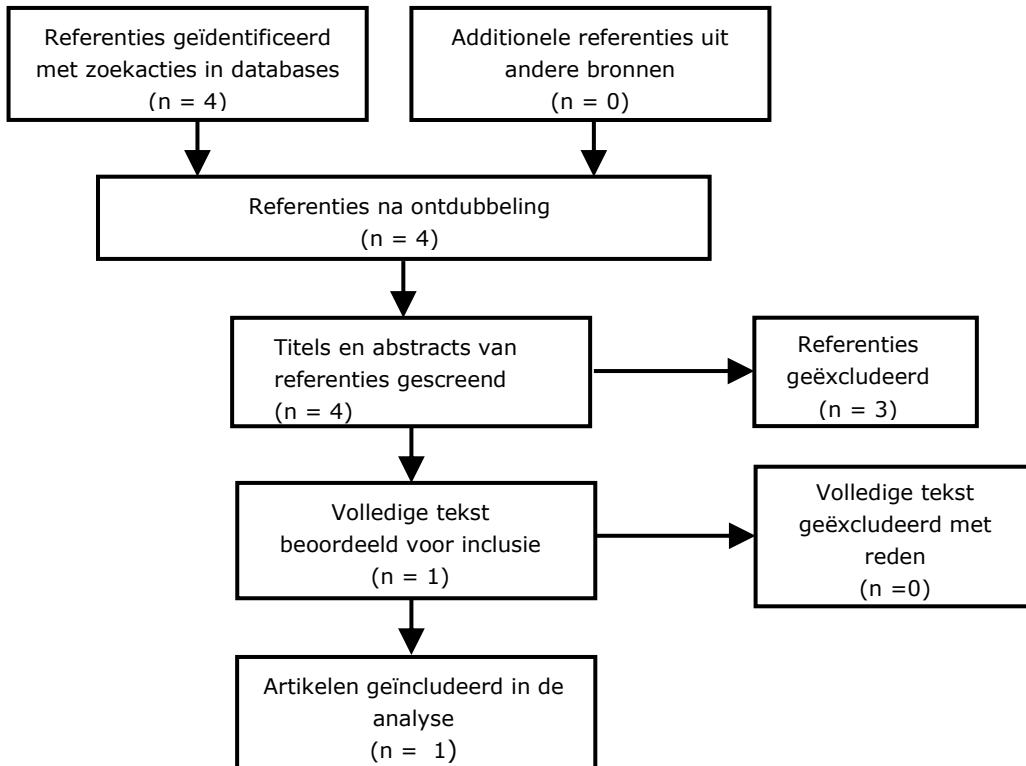 Referenties geïdentificeerd
met zoekacties in databases
(n = 4)
Additionele referenties uit
andere bronnen
(n = 0)
Referenties na ontdubbeling
(n = 4)
Titels en abstracts van
referenties gescreend
(n = 4)
Referenties
geëxcludeerd
(n = 3)
Volledige tekst
beoordeeld voor inclusie
(n = 1)
Volledige tekst
geëxcludeerd met
reden
(n =0)
Artikelen geïncludeerd in de
analyse
(n =  1)